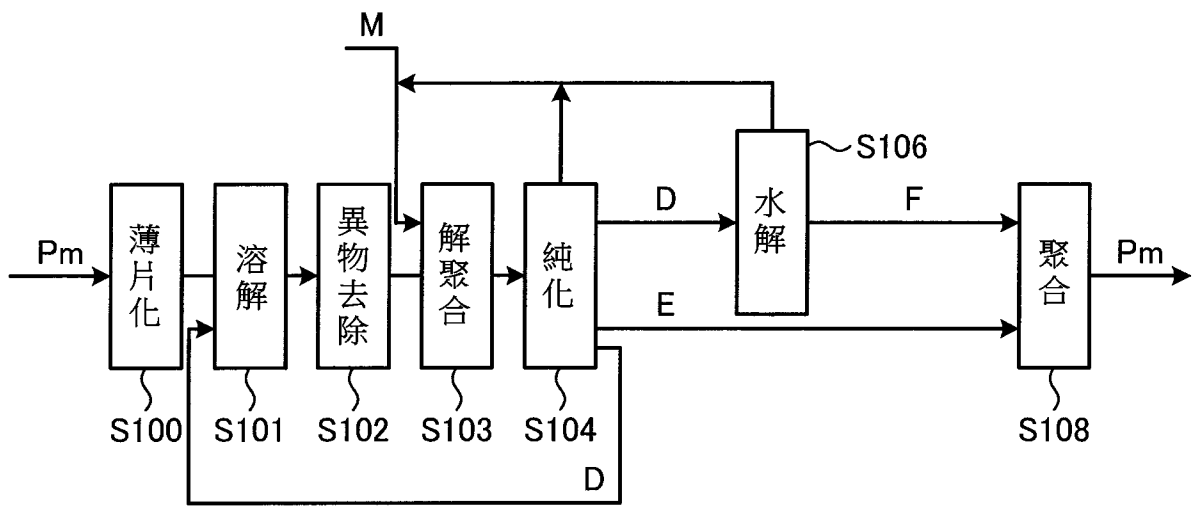 M
S106
Pm
薄片化
溶解
異物去除
解聚合
純化
D
水解
F
聚合
Pm
E
S100
S101
S102
S103
S104
S108
D